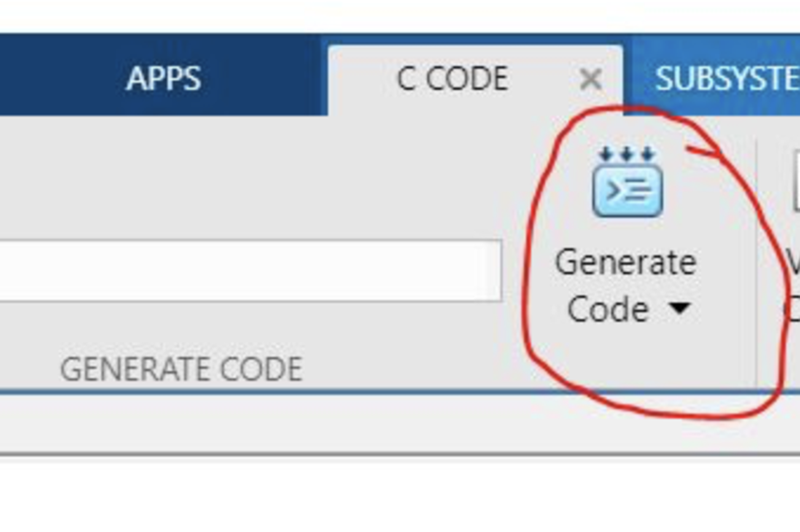 APPS
C CODE
SUBSYSTE
Generate
Code
GENERATE CODE